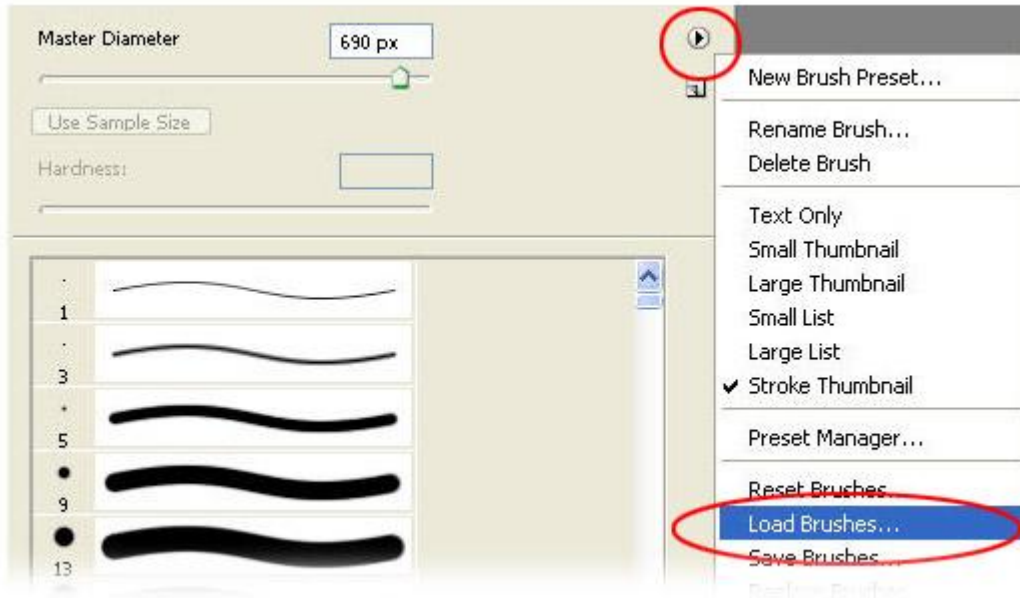 Master Diameter
690 px
Use Sample Size
Hardness:
1
3
5
9
13
New Brush Preset...
Rename Brush...
Delete Brush
Text Only
Small Thumbnail
Large Thumbnail
Small List
Large List
Stroke Thumbnail
Preset Manager...
Reset Brushes...
Load Brushes...
Save Brushes...